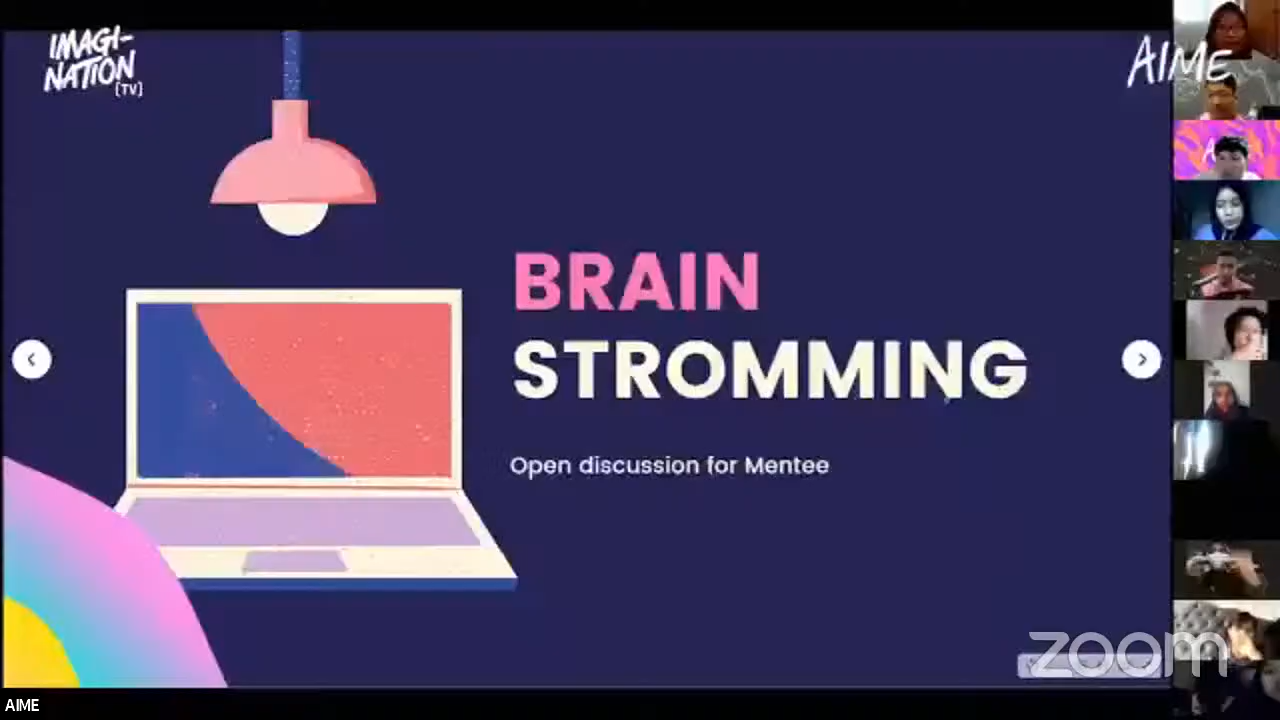 IMAGI-
NATION
[TV]
AIME
BRAIN
STROMMING
Open discussion for Mentee
zoom
AIME